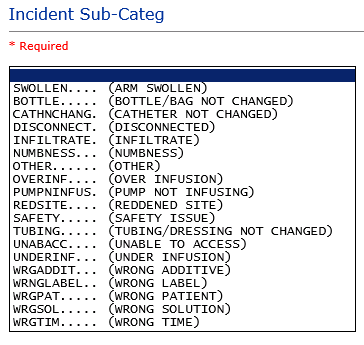 Incident Sub-Categ
* Required
SWOLLEN.... (ARM SWOLLEN)
BOTTLE..... (BOTTLE/BAG NOT CHANGED)
CATHNCHANG. (CATHETER NOT CHANGED)
DISCONNECT. (DISCONNECTED)
INFILTRATE. (INFILTRATE)
NUMBNESS... (NUMBNESS)
OTHER...... (OTHER)
OVERINF.... (OVER INFUSION)
PUMPNINFUS. (PUMP NOT INFUSING)
REDSITE.... (REDDENED SITE)
SAFETY..... (SAFETY ISSUE)
TUBING..... (TUBING/DRESSING NOT CHANGED)
UNABACC.... (UNABLE TO ACCESS)
UNDERINF... (UNDER INFUSION)
WRGADDIT... (WRONG ADDITIVE)
WRNGLABEL.. (WRONG LABEL)
WRGPAT..... (WRONG PATIENT)
WRGSOL..... (WRONG SOLUTION)
WRGTIM..... (WRONG TIME)